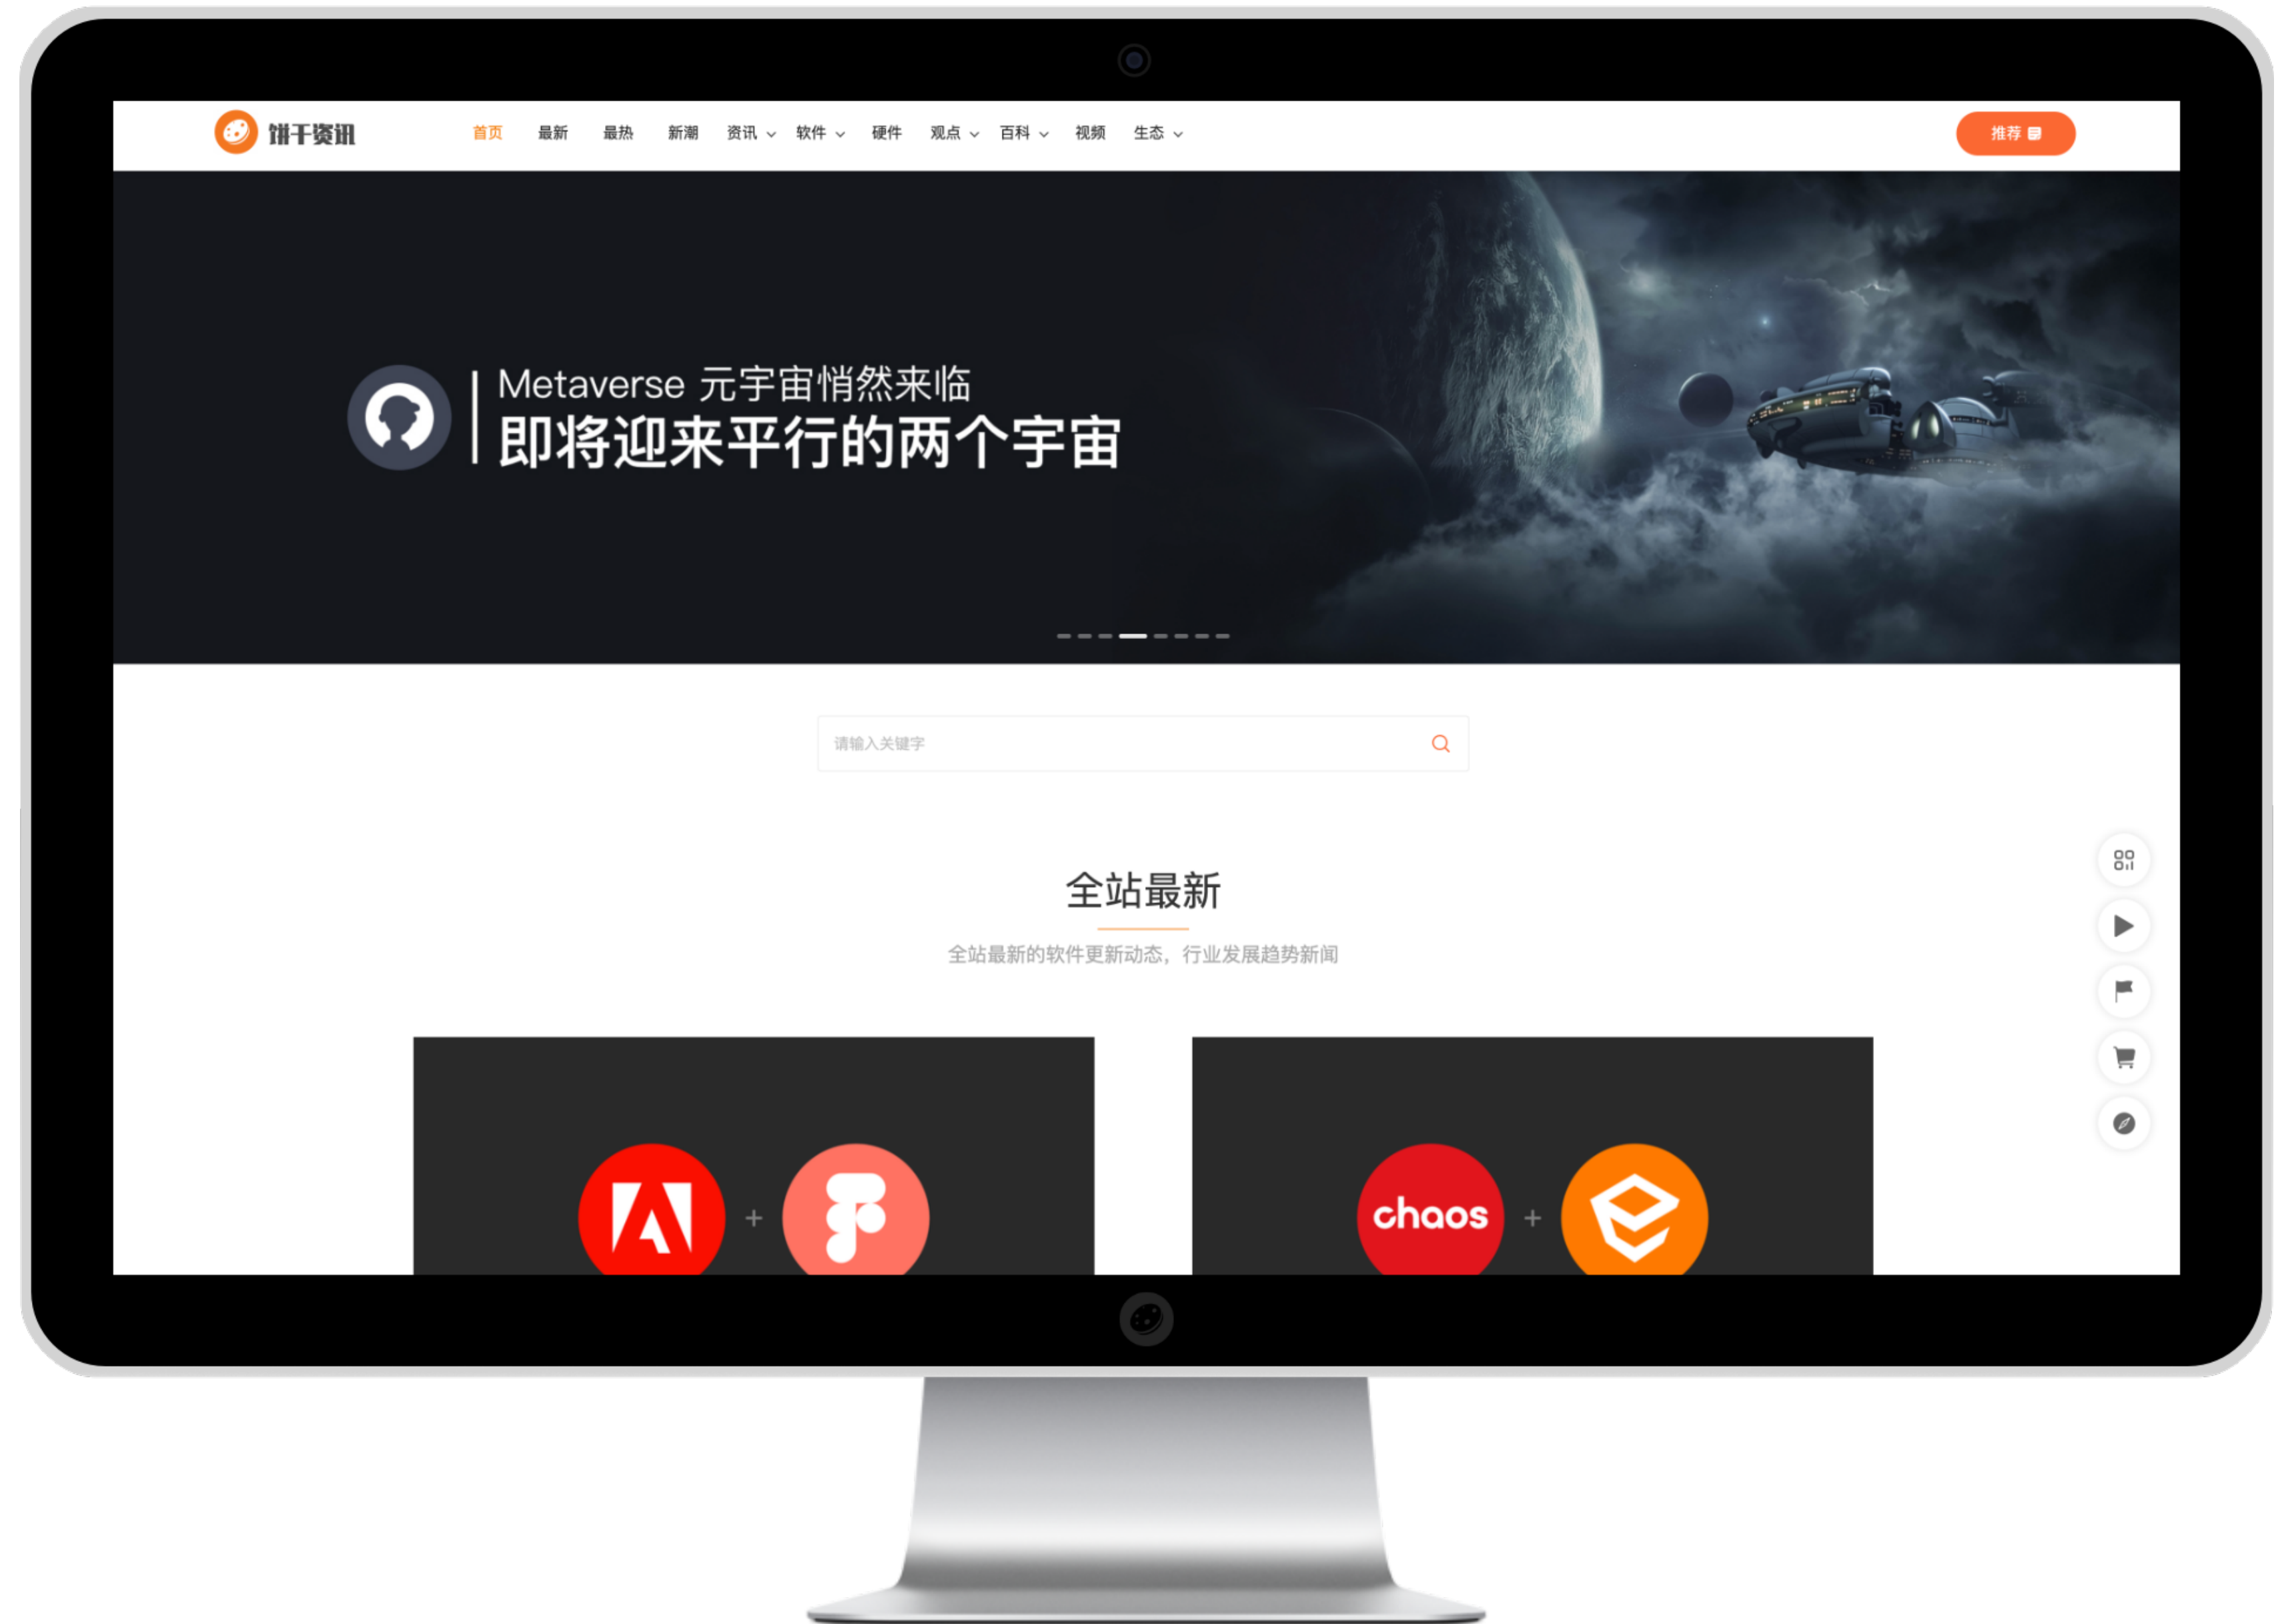 饼干资讯
首页 最新 最热 新潮 资讯 软件 硬件 观点 百科 视频 生态
推荐
Metaverse 元宇宙悄然来临
即将迎来平行的两个宇宙
请输入关键字
全站最新
全站最新的软件更新动态，行业发展趋势新闻
chaos